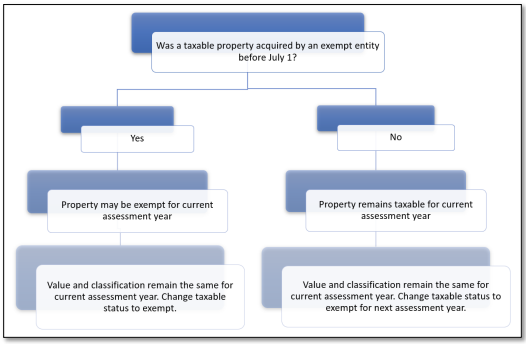 Was a taxable property acquired by an exempt entity
before July 1?
Yes
No
Property may be exempt for current
assessment year
Property remains taxable for current
assessment year
Value and classification remain the same for
current assessment year. Change taxable
status to exempt.
Value and classification remain the same for
current assessment year. Change taxable status to
exempt for next assessment year.